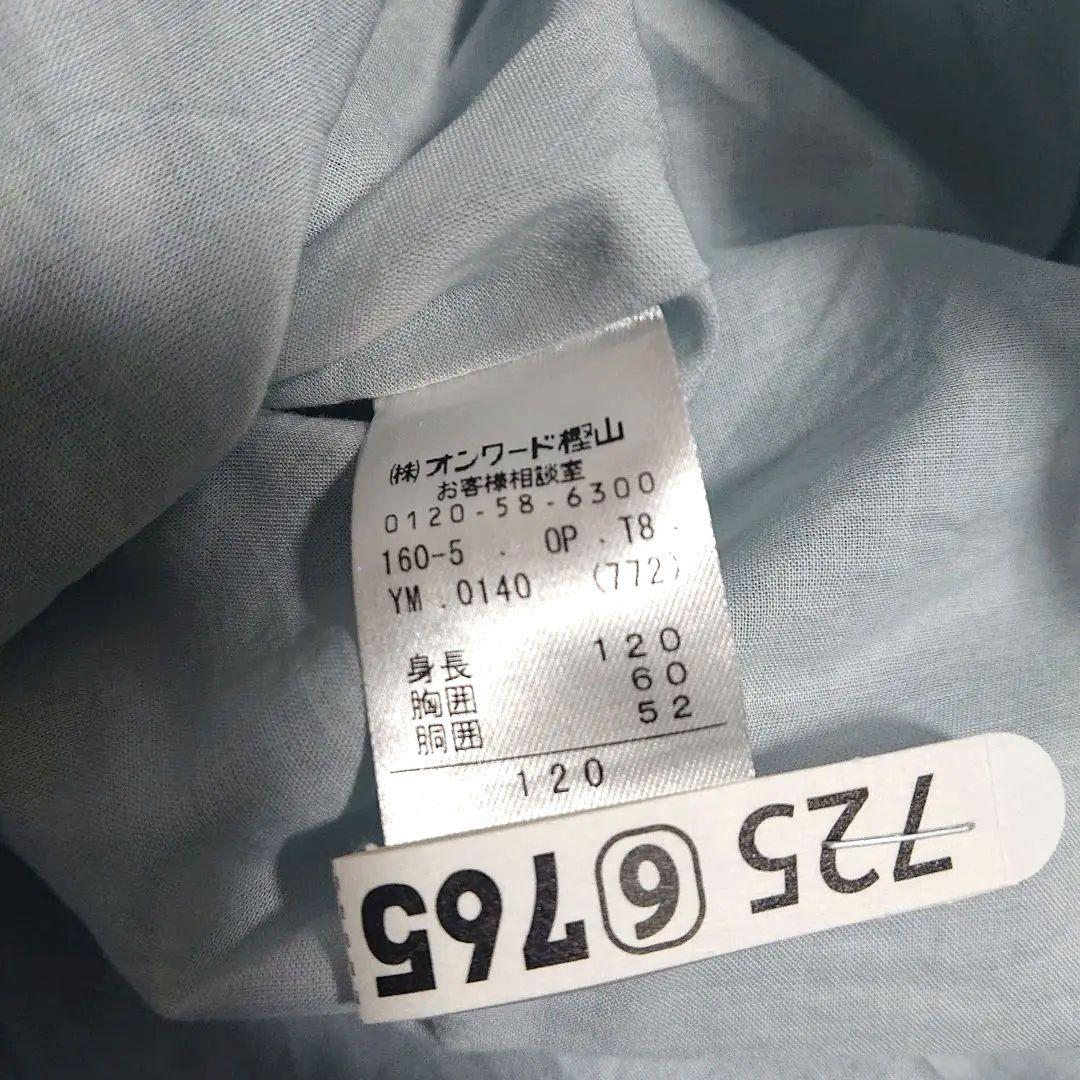 (株)オンワード樫山
お客様相談室
0120-58-6300
160-5 . OP . T8 .
YM . 0140 (772)
身長 120
胸囲 60
胴囲 52
120
725 ⑥ 765